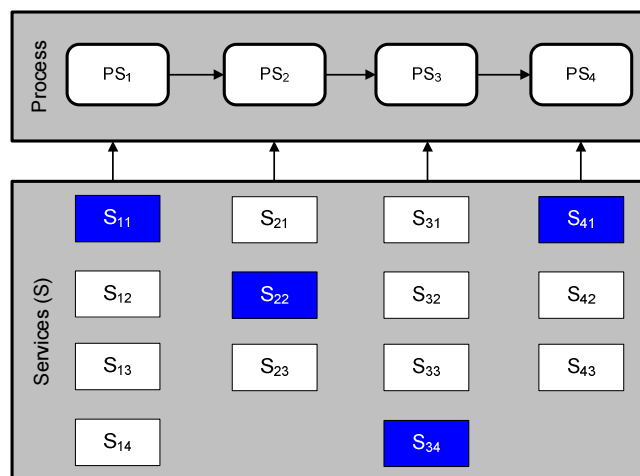 Process
PS₁ PS₂ PS₃ PS₄
Services (S)
S₁₁ S₂₁ S₃₁ S₄₁
S₁₂ S₂₂ S₃₂ S₄₂
S₁₃ S₂₃ S₃₃ S₄₃
S₁₄ S₃₄